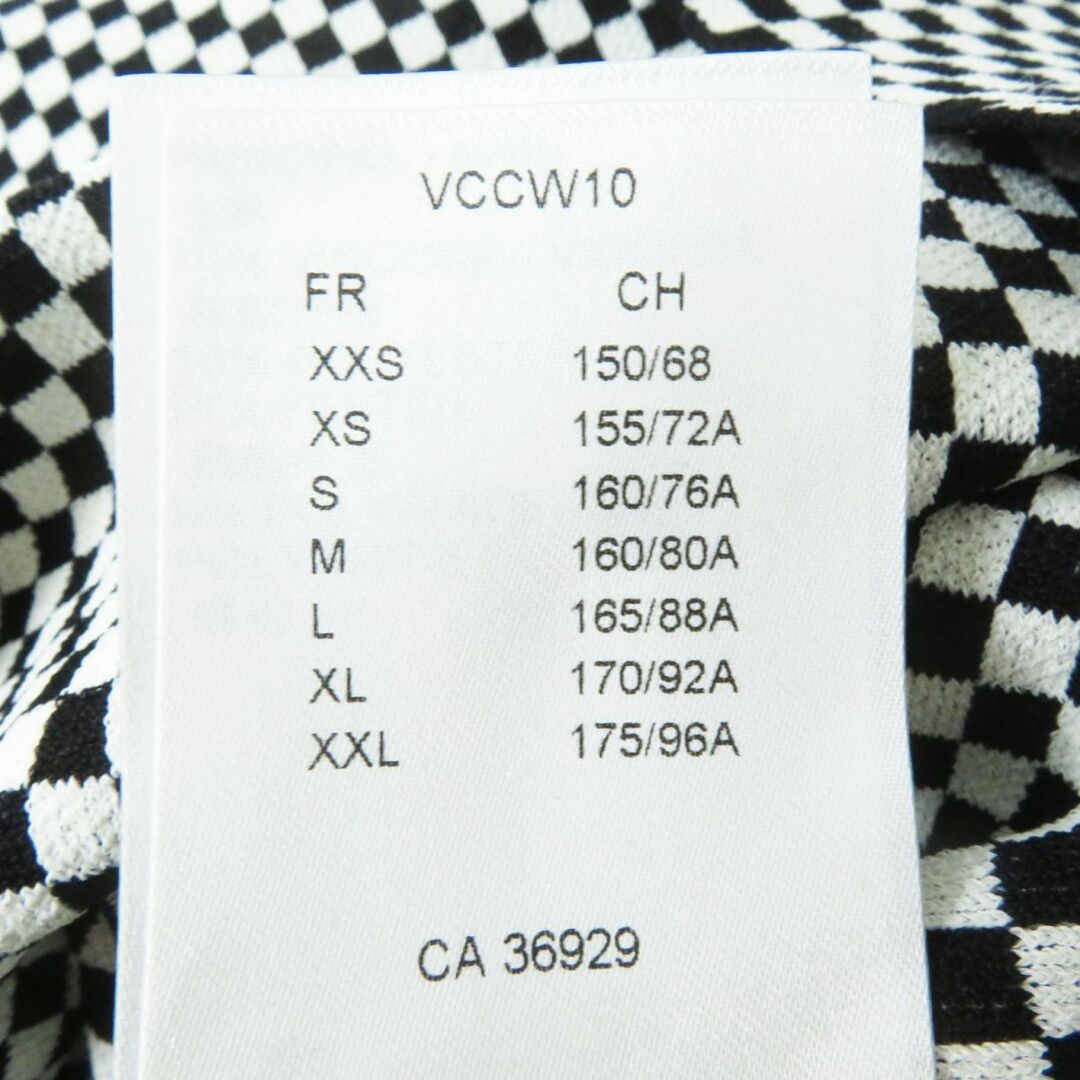 VCCW10
FR CH
XXS 150/68
XS 155/72A
S 160/76A
M 160/80A
L 165/88A
XL 170/92A
XXL 175/96A
CA 36929